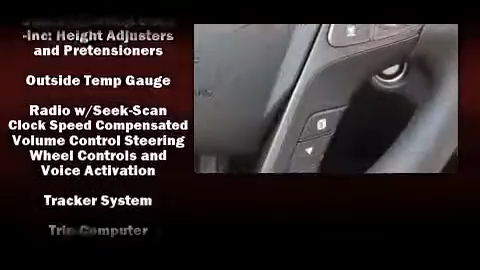 -Inc: Height Adjusters
and Pretensioners
Outside Temp Gauge
Radio w/Seek-Scan
Clock Speed Compensated
Volume Control Steering
Wheel Controls and
Voice Activation
Tracker System
Trip Computer